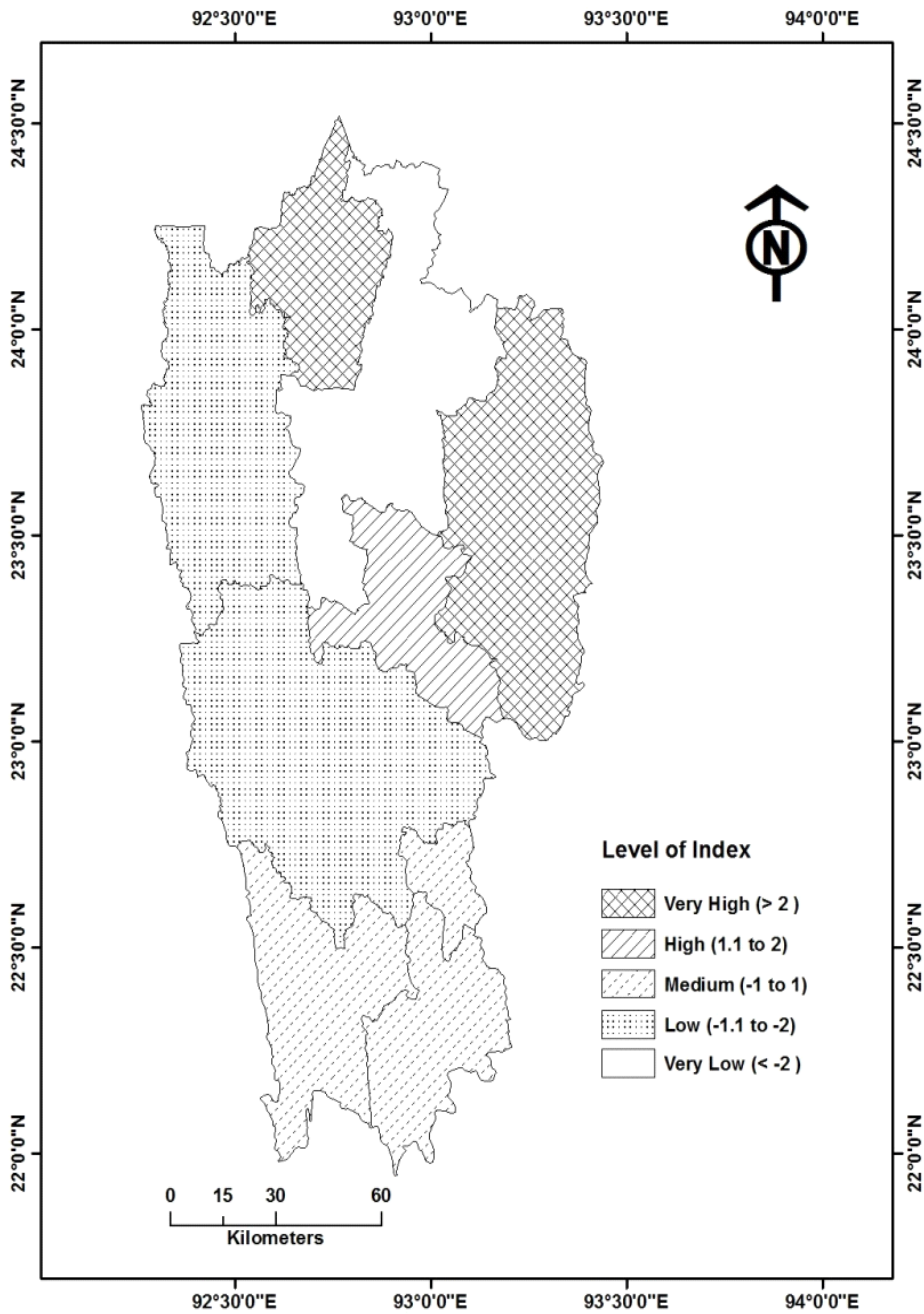 92°30'0"E 93°0'0"E 93°30'0"E 94°0'0"E
24°30'0"N 24°30'0"N
N
24°0'0"N 24°0'0"N
23°30'0"N 23°30'0"N
23°0'0"N 23°0'0"N
Level of Index
Very High (> 2 )
High (1.1 to 2)
Medium (-1 to 1)
Low (-1.1 to -2)
Very Low (< -2 )
22°30'0"N 22°30'0"N
22°0'0"N 22°0'0"N
0 15 30 60
Kilometers
92°30'0"E 93°0'0"E 93°30'0"E 94°0'0"E